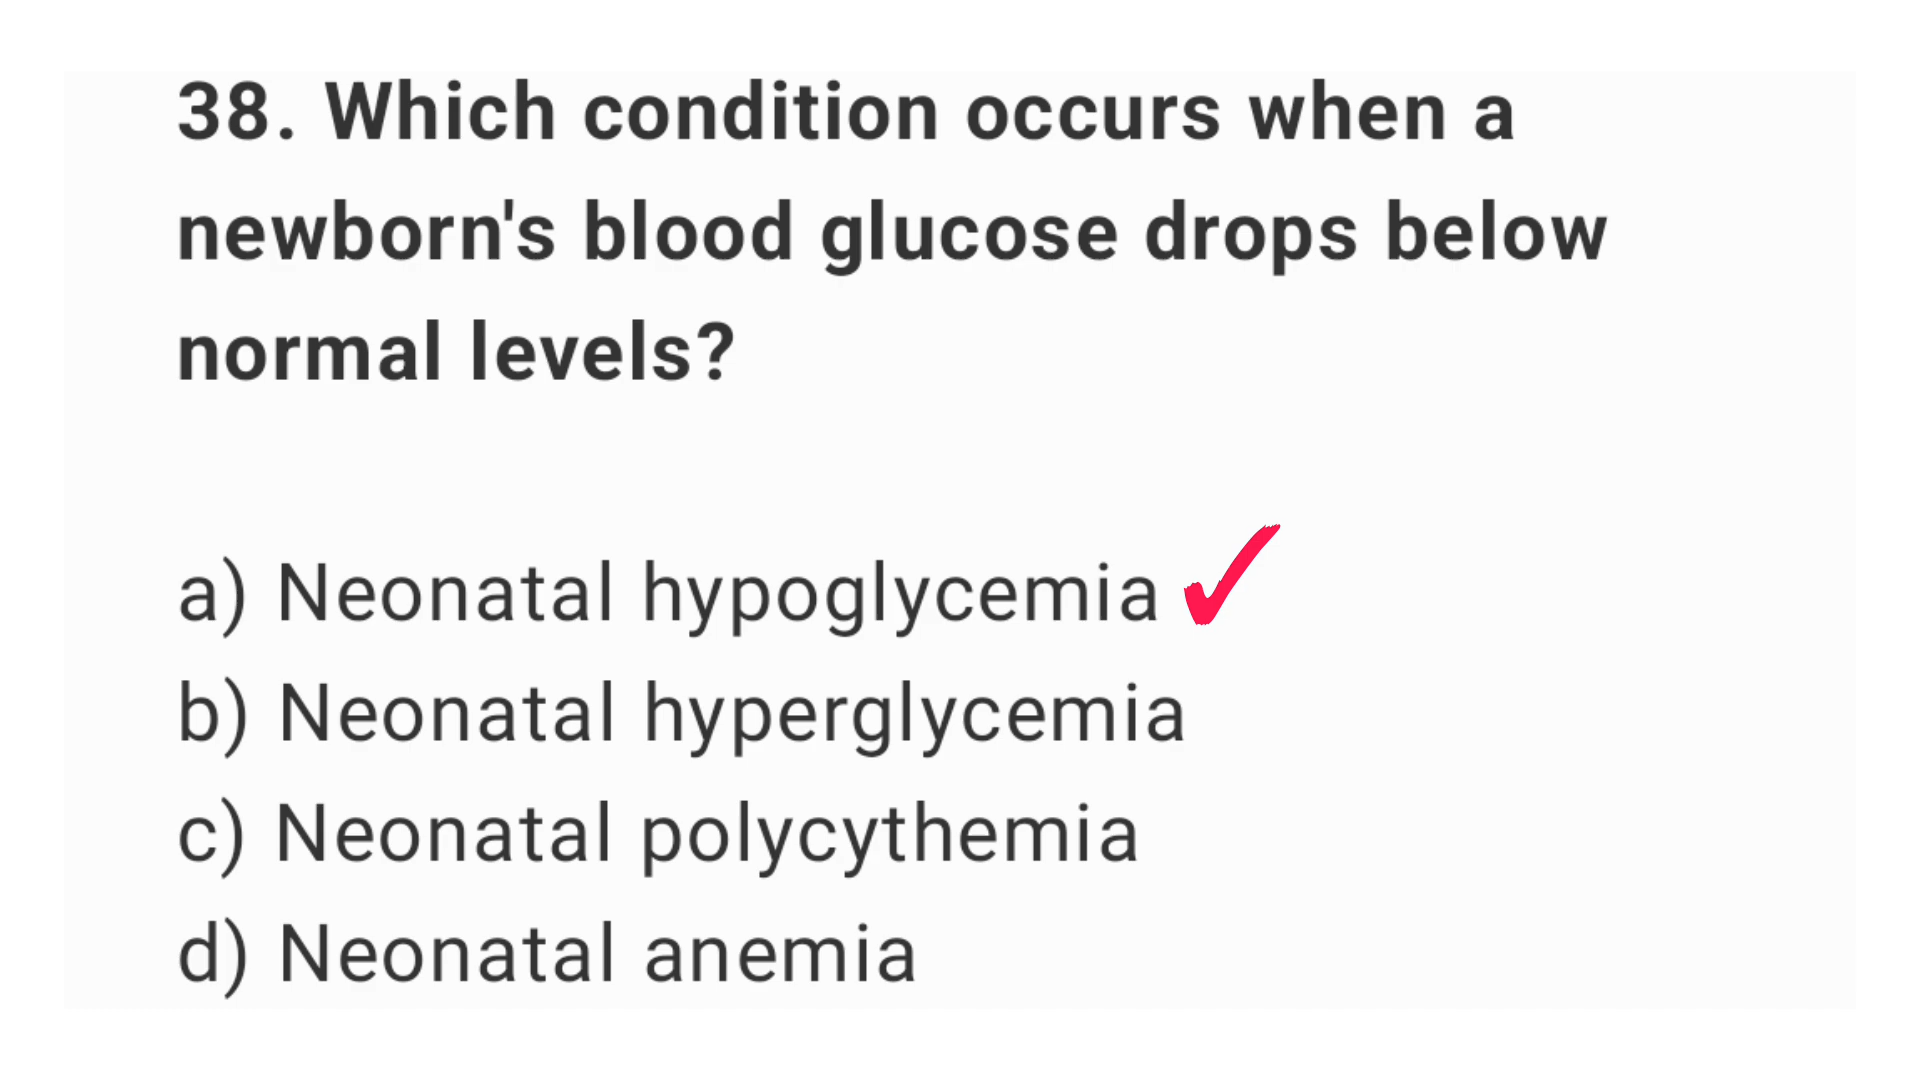 38. Which condition occurs when a
newborn's blood glucose drops below
normal levels?
a) Neonatal hypoglycemia
b) Neonatal hyperglycemia
c) Neonatal polycythemia
d) Neonatal anemia